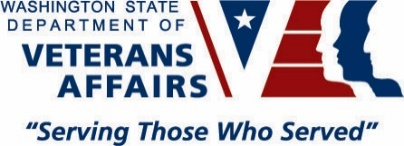 WASHINGTON STATE
DEPARTMENT OF
VETERANS
AFFAIRS
"Serving Those Who Served"